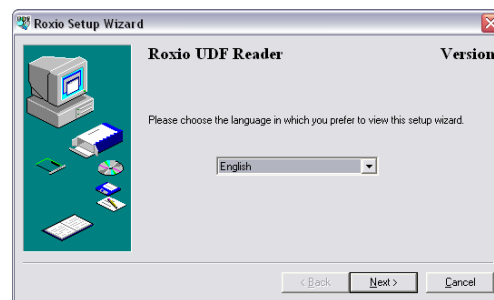 Roxio Setup Wizard
Roxio UDF Reader Version
Please choose the language in which you prefer to view this setup wizard.
English
< Back Next > Cancel